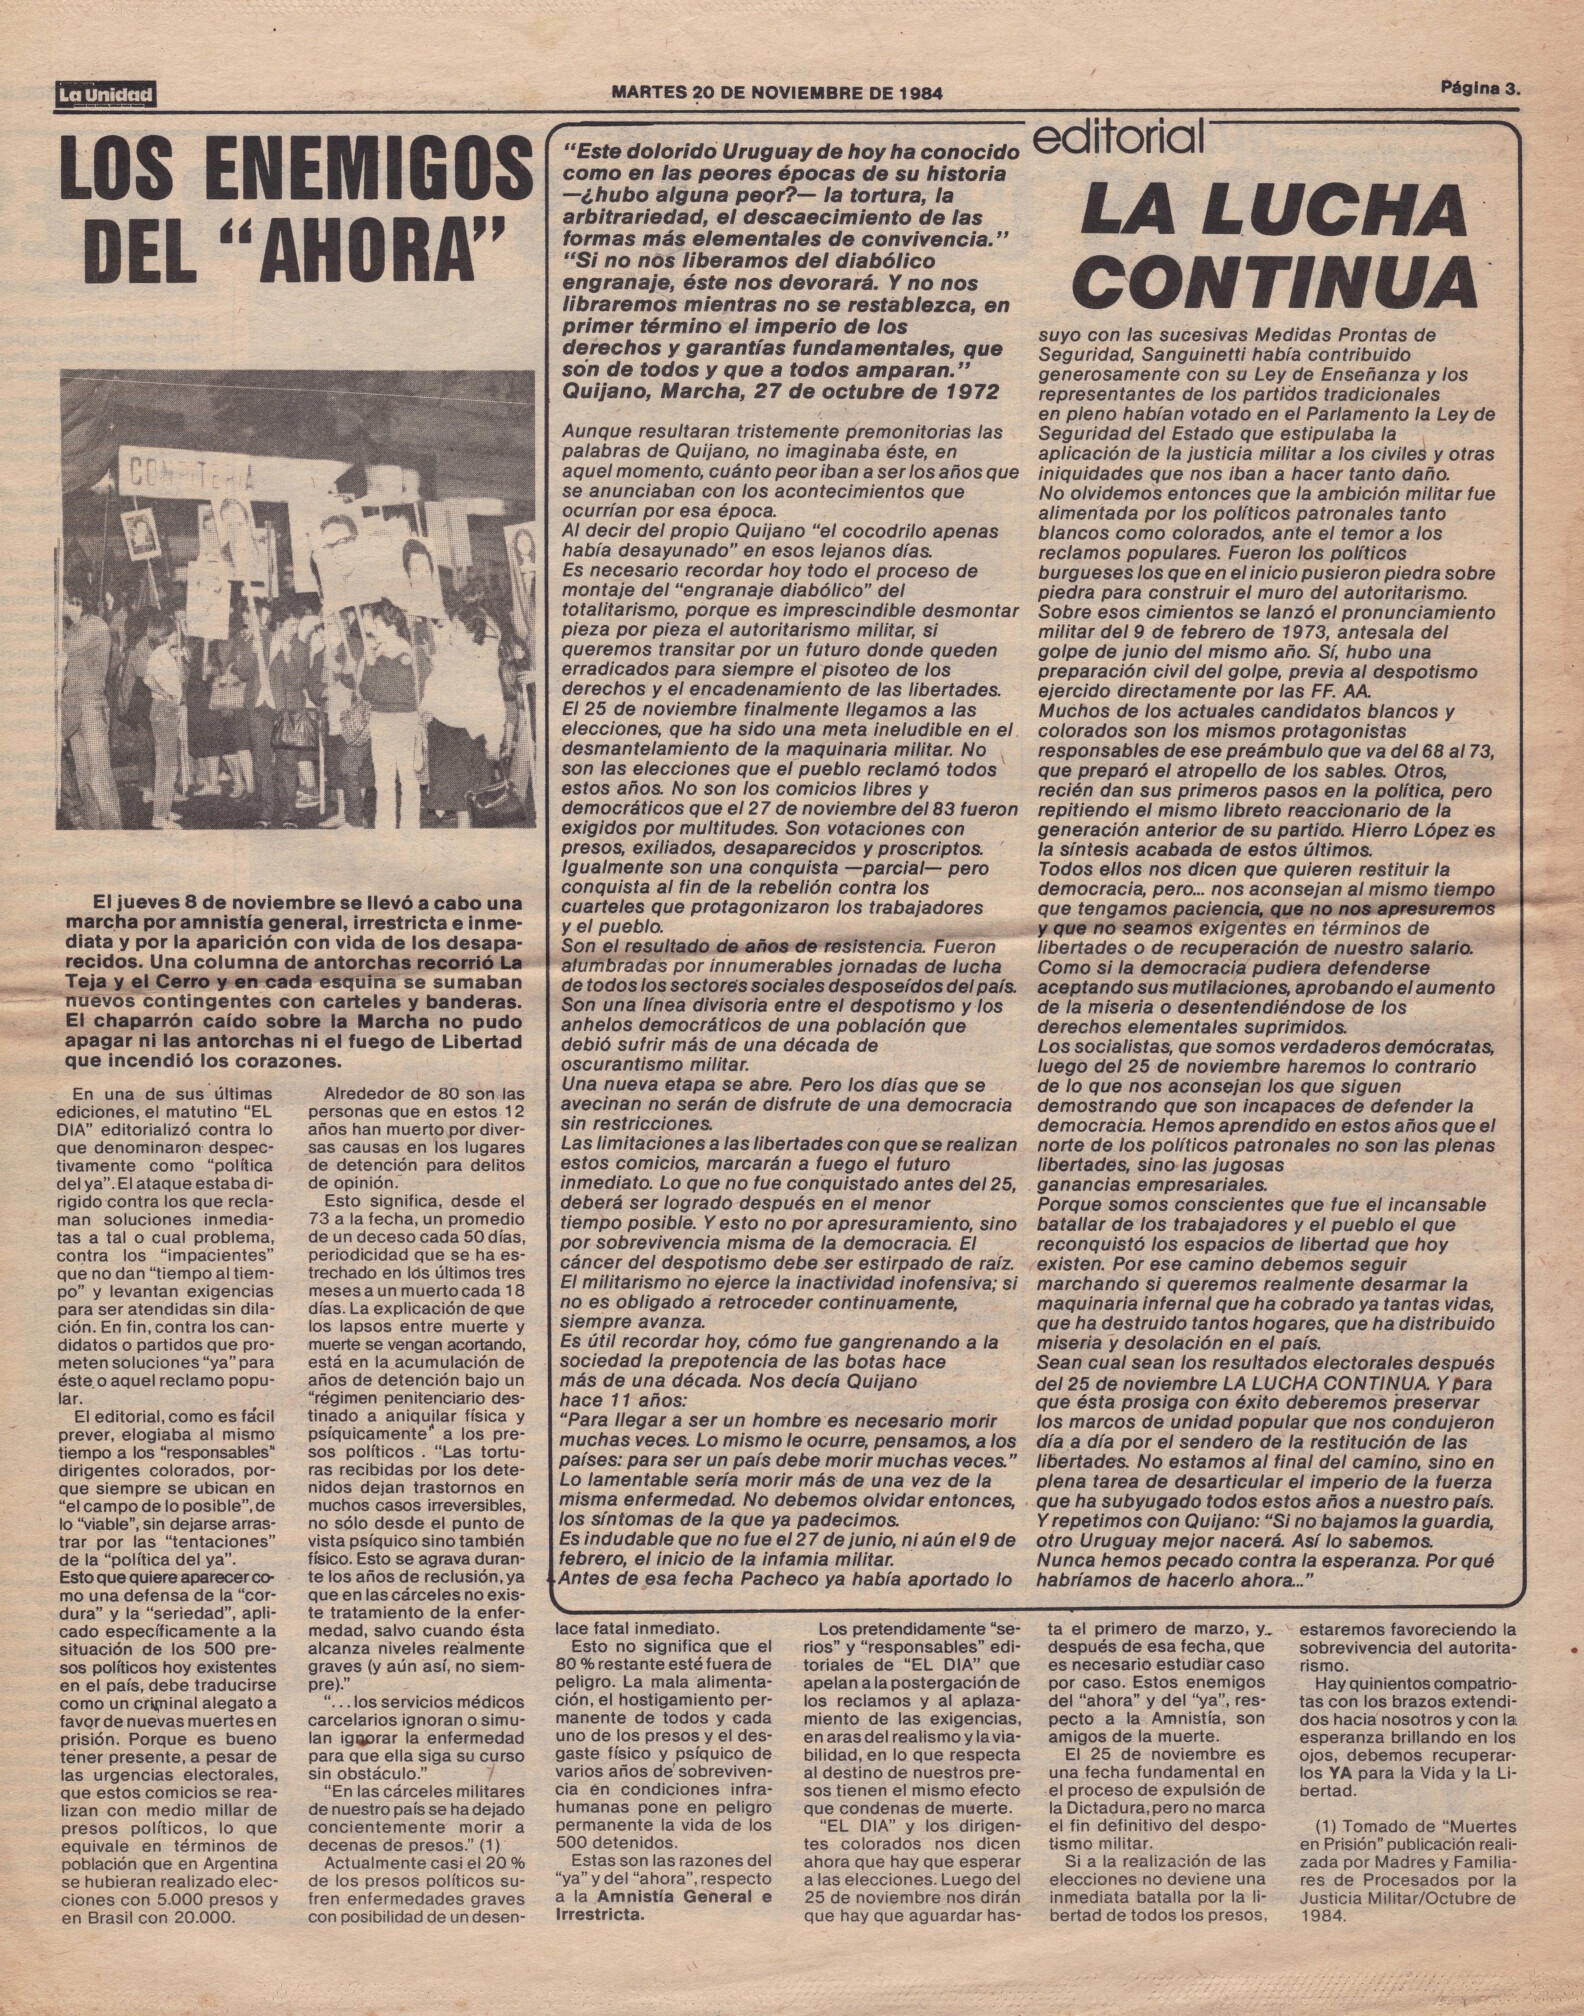 La Unidad
MARTES 20 DE NOVIEMBRE DE 1984
Página 3.
LOS ENEMIGOS
DEL "AHORA"
CONFITERIA
El jueves 8 de noviembre se llevó a cabo una
marcha por amnistía general, irrestricta e inme-
diata y por la aparición con vida de los desapa-
recidos. Una columna de antorchas recorrió La
Teja y el Cerro y en cada esquina se sumaban
nuevos contingentes con carteles y banderas.
El chaparrón caído sobre la Marcha no pudo
apagar ni las antorchas ni el fuego de Libertad
que incendió los corazones.
En una de sus últimas
ediciones, el matutino "EL
DIA" editorializó contra lo
que denominaron despec-
tivamente como "política
del ya". El ataque estaba di-
rigido contra los que recla-
man soluciones inmedia-
tas a tal o cual problema,
contra los "impacientes"
que no dan "tiempo al tiem-
po" y levantan exigencias
para ser atendidas sin dila-
ción. En fin, contra los can-
didatos o partidos que pro-
meten soluciones "ya" para
éste o aquel reclamo popu-
lar.
El editorial, como es fácil
prever, elogiaba al mismo
tiempo a los "responsables"
dirigentes colorados, por-
que siempre se ubican en
"el campo de lo posible", de
lo "viable", sin dejarse arras-
trar por las "tentaciones"
de la "política del ya".
Esto que quiere aparecer co-
mo una defensa de la "cor-
dura" y la "seriedad", apli-
cado específicamente a la
situación de los 500 pre-
sos políticos hoy existentes
en el país, debe traducirse
como un criminal alegato a
favor de nuevas muertes en
prisión. Porque es bueno
tener presente, a pesar de
las urgencias electorales,
que estos comicios se rea-
lizan con medio millar de
presos políticos, lo que
equivale en términos de
población que en Argentina
se hubieran realizado elec-
ciones con 5.000 presos y
en Brasil con 20.000.
Alrededor de 80 son las
personas que en estos 12
años han muerto por diver-
sas causas en los lugares
de detención para delitos
de opinión.
Esto significa, desde el
73 a la fecha, un promedio
de un deceso cada 50 días,
periodicidad que se ha es-
trechado en los últimos tres
meses a un muerto cada 18
días. La explicación de que
los lapsos entre muerte y
muerte se vengan acortando,
está en la acumulación de
años de detención bajo un
"régimen penitenciario des-
tinado a aniquilar física y
psíquicamente" a los pre-
sos políticos . "Las tortu-
ras recibidas por los dete-
nidos dejan trastornos en
muchos casos irreversibles,
no sólo desde el punto de
vista psíquico sino también
físico. Esto se agrava duran-
te los años de reclusión, ya
que en las cárceles no exis-
te tratamiento de la enfer-
medad, salvo cuando ésta
alcanza niveles realmente
graves (y aún así, no siem-
pre)."
"...los servicios médicos
carcelarios ignoran o simu-
lan ignorar la enfermedad
para que ella siga su curso
sin obstáculo."
"En las cárceles militares
de nuestro país se ha dejado
concientemente morir a
decenas de presos." (1)
Actualmente casi el 20 %
de los presos políticos su-
fren enfermedades graves
con posibilidad de un desen-
lace fatal inmediato.
Esto no significa que el
80 % restante esté fuera de
peligro. La mala alimenta-
ción, el hostigamiento per-
manente de todos y cada
uno de los presos y el des-
gaste físico y psíquico de
varios años de sobreviven-
cia en condiciones infra-
humanas pone en peligro
permanente la vida de los
500 detenidos.
Estas son las razones del
"ya" y del "ahora", respecto
a la Amnistía General e
Irrestricta.
Los pretendidamente "se-
rios" y "responsables" edi-
toriales de "EL DIA" que
apelan a la postergación de
los reclamos y al aplaza-
miento de las exigencias,
en aras del realismo y la via-
bilidad, en lo que respecta
al destino de nuestros pre-
sos tienen el mismo efecto
que condenas de muerte.
"EL DIA" y los dirigen-
tes colorados nos dicen
ahora que hay que esperar
a las elecciones. Luego del
25 de noviembre nos dirán
que hay que aguardar has-
ta el primero de marzo, y
después de esa fecha, que
es necesario estudiar caso
por caso. Estos enemigos
del "ahora" y del "ya", res-
pecto a la Amnistía, son
amigos de la muerte.
El 25 de noviembre es
una fecha fundamental en
el proceso de expulsión de
la Dictadura, pero no marca
el fin definitivo del despo-
tismo militar.
Si a la realización de las
elecciones no deviene una
inmediata batalla por la li-
bertad de todos los presos,
estaremos favoreciendo la
sobrevivencia del autorita-
rismo.
Hay quinientos compatrio-
tas con los brazos extendi-
dos hacia nosotros y con la
esperanza brillando en los
ojos, debemos recuperar-
los YA para la Vida y la Li-
bertad.
(1) Tomado de "Muertes
en Prisión" publicación reali-
zada por Madres y Familia-
res de Procesados por la
Justicia Militar/Octubre de
1984.
editorial
LA LUCHA
CONTINUA
"Este dolorido Uruguay de hoy ha conocido
como en las peores épocas de su historia
—¿hubo alguna peor?— la tortura, la
arbitrariedad, el descaecimiento de las
formas más elementales de convivencia."
"Si no nos liberamos del diabólico
engranaje, éste nos devorará. Y no nos
libraremos mientras no se restablezca, en
primer término el imperio de los
derechos y garantías fundamentales, que
son de todos y que a todos amparan."
Quijano, Marcha, 27 de octubre de 1972
Aunque resultaran tristemente premonitorias las
palabras de Quijano, no imaginaba éste, en
aquel momento, cuánto peor iban a ser los años que
se anunciaban con los acontecimientos que
ocurrían por esa época.
Al decir del propio Quijano "el cocodrilo apenas
había desayunado" en esos lejanos días.
Es necesario recordar hoy todo el proceso de
montaje del "engranaje diabólico" del
totalitarismo, porque es imprescindible desmontar
pieza por pieza el autoritarismo militar, si
queremos transitar por un futuro donde queden
erradicados para siempre el pisoteo de los
derechos y el encadenamiento de las libertades.
El 25 de noviembre finalmente llegamos a las
elecciones, que ha sido una meta ineludible en el
desmantelamiento de la maquinaria militar. No
son las elecciones que el pueblo reclamó todos
estos años. No son los comicios libres y
democráticos que el 27 de noviembre del 83 fueron
exigidos por multitudes. Son votaciones con
presos, exiliados, desaparecidos y proscriptos.
Igualmente son una conquista —parcial— pero
conquista al fin de la rebelión contra los
cuarteles que protagonizaron los trabajadores
y el pueblo.
Son el resultado de años de resistencia. Fueron
alumbradas por innumerables jornadas de lucha
de todos los sectores sociales desposeídos del país.
Son una línea divisoria entre el despotismo y los
anhelos democráticos de una población que
debió sufrir más de una década de
oscurantismo militar.
Una nueva etapa se abre. Pero los días que se
avecinan no serán de disfrute de una democracia
sin restricciones.
Las limitaciones a las libertades con que se realizan
estos comicios, marcarán a fuego el futuro
inmediato. Lo que no fue conquistado antes del 25,
deberá ser logrado después en el menor
tiempo posible. Y esto no por apresuramiento, sino
por sobrevivencia misma de la democracia. El
cáncer del despotismo debe ser estirpado de raíz.
El militarismo no ejerce la inactividad inofensiva; si
no es obligado a retroceder continuamente,
siempre avanza.
Es útil recordar hoy, cómo fue gangrenando a la
sociedad la prepotencia de las botas hace
más de una década. Nos decía Quijano
hace 11 años:
"Para llegar a ser un hombre es necesario morir
muchas veces. Lo mismo le ocurre, pensamos, a los
países: para ser un país debe morir muchas veces."
Lo lamentable sería morir más de una vez de la
misma enfermedad. No debemos olvidar entonces,
los síntomas de la que ya padecimos.
Es indudable que no fue el 27 de junio, ni aún el 9 de
febrero, el inicio de la infamia militar.
Antes de esa fecha Pacheco ya había aportado lo
suyo con las sucesivas Medidas Prontas de
Seguridad, Sanguinetti había contribuido
generosamente con su Ley de Enseñanza y los
representantes de los partidos tradicionales
en pleno habían votado en el Parlamento la Ley de
Seguridad del Estado que estipulaba la
aplicación de la justicia militar a los civiles y otras
iniquidades que nos iban a hacer tanto daño.
No olvidemos entonces que la ambición militar fue
alimentada por los políticos patronales tanto
blancos como colorados, ante el temor a los
reclamos populares. Fueron los políticos
burgueses los que en el inicio pusieron piedra sobre
piedra para construir el muro del autoritarismo.
Sobre esos cimientos se lanzó el pronunciamiento
militar del 9 de febrero de 1973, antesala del
golpe de junio del mismo año. Sí, hubo una
preparación civil del golpe, previa al despotismo
ejercido directamente por las FF. AA.
Muchos de los actuales candidatos blancos y
colorados son los mismos protagonistas
responsables de ese preámbulo que va del 68 al 73,
que preparó el atropello de los sables. Otros,
recién dan sus primeros pasos en la política, pero
repitiendo el mismo libreto reaccionario de la
generación anterior de su partido. Hierro López es
la síntesis acabada de estos últimos.
Todos ellos nos dicen que quieren restituir la
democracia, pero... nos aconsejan al mismo tiempo
que tengamos paciencia, que no nos apresuremos
y que no seamos exigentes en términos de
libertades o de recuperación de nuestro salario.
Como si la democracia pudiera defenderse
aceptando sus mutilaciones, aprobando el aumento
de la miseria o desentendiéndose de los
derechos elementales suprimidos.
Los socialistas, que somos verdaderos demócratas,
luego del 25 de noviembre haremos lo contrario
de lo que nos aconsejan los que siguen
demostrando que son incapaces de defender la
democracia. Hemos aprendido en estos años que el
norte de los políticos patronales no son las plenas
libertades, sino las jugosas
ganancias empresariales.
Porque somos conscientes que fue el incansable
batallar de los trabajadores y el pueblo el que
reconquistó los espacios de libertad que hoy
existen. Por ese camino debemos seguir
marchando si queremos realmente desarmar la
maquinaria infernal que ha cobrado ya tantas vidas,
que ha destruido tantos hogares, que ha distribuido
miseria y desolación en el país.
Sean cual sean los resultados electorales después
del 25 de noviembre LA LUCHA CONTINUA. Y para
que ésta prosiga con éxito deberemos preservar
los marcos de unidad popular que nos condujeron
día a día por el sendero de la restitución de las
libertades. No estamos al final del camino, sino en
plena tarea de desarticular el imperio de la fuerza
que ha subyugado todos estos años a nuestro país.
Y repetimos con Quijano: "Si no bajamos la guardia,
otro Uruguay mejor nacerá. Así lo sabemos.
Nunca hemos pecado contra la esperanza. Por qué
habríamos de hacerlo ahora..."